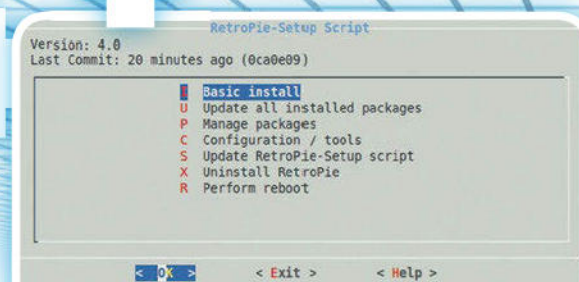 RetroPie-Setup Script
Version: 4.0
Last Commit: 20 minutes ago (0ca0e09)
Basic install
U Update all installed packages
P Manage packages
C Configuration / tools
S Update RetroPie-Setup script
X Uninstall RetroPie
R Perform reboot
< OK > < Exit > < Help >